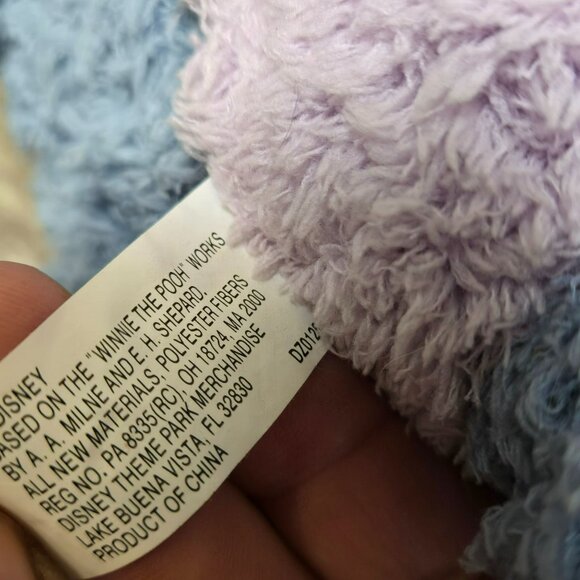 DISNEY
BASED ON THE "WINNIE THE POOH" WORKS
BY A. A. MILNE AND E. H. SHEPARD.
ALL NEW MATERIALS, POLYESTER FIBERS
REG NO. PA 8335(RC) OH '8724, MA 2000
DISNEY THEME PARK MERCHANDISE
LAKE BUENA VISTA, FL 32830
PRODUCT OF CHINA